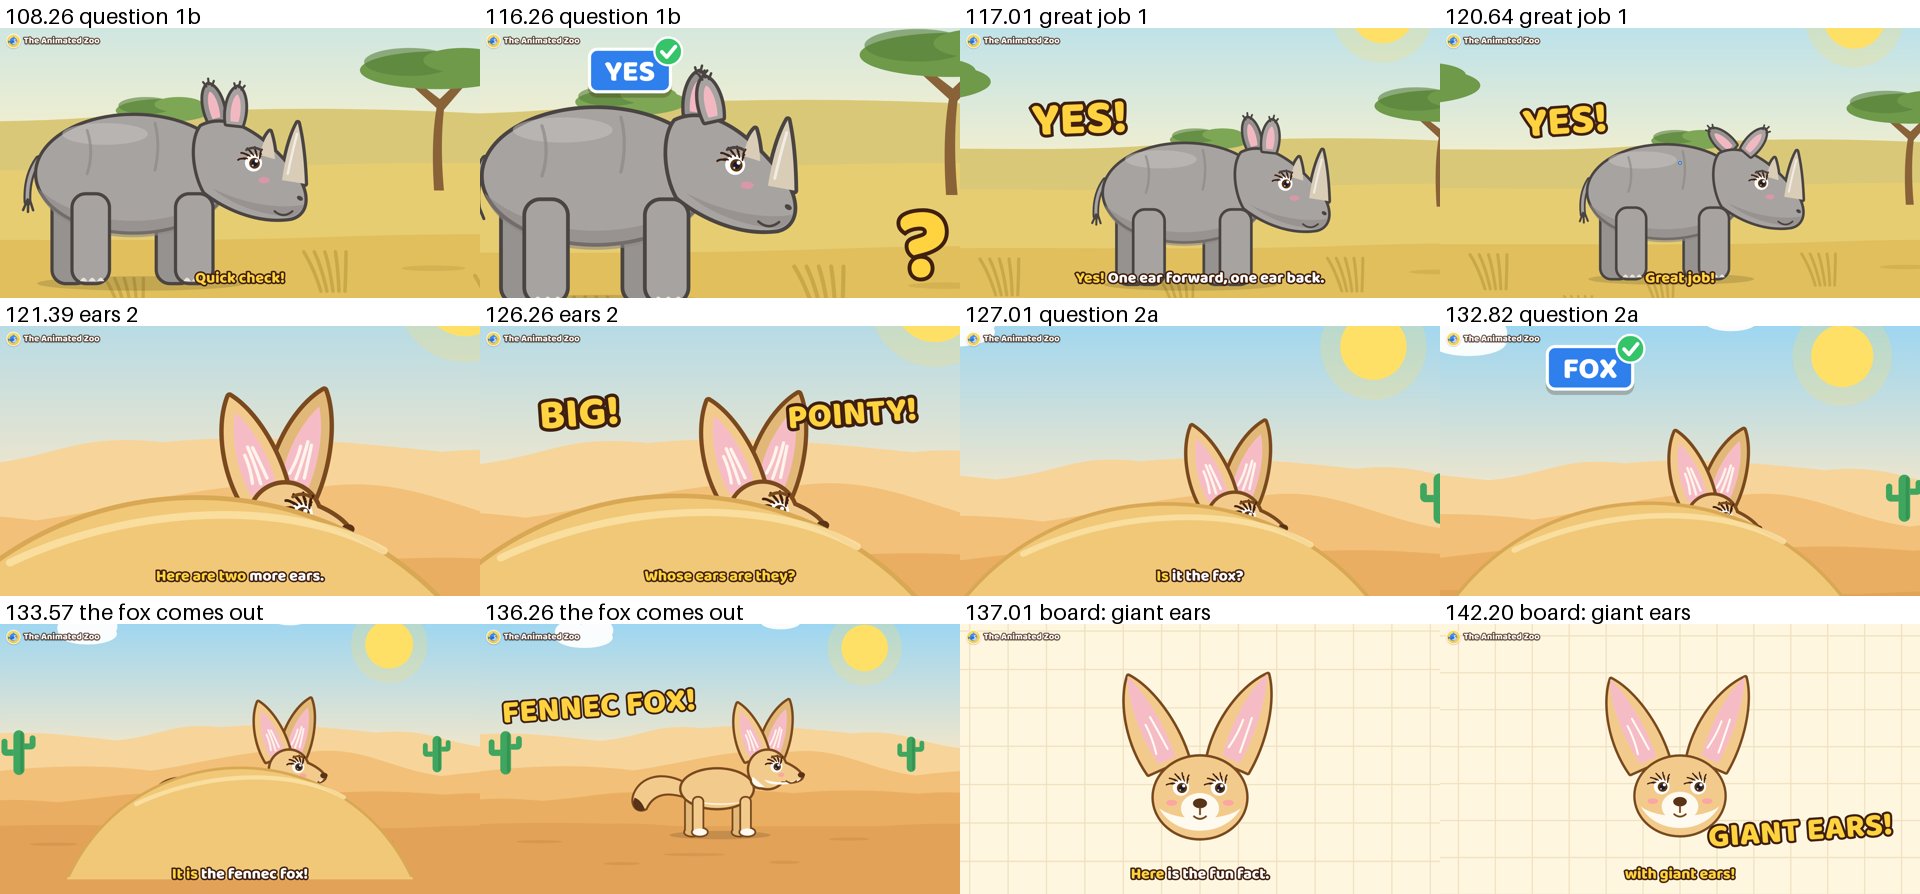 108.26 question 1b
The Animated Zoo
Quick check!
116.26 question 1b
The Animated Zoo
YES
?
117.01 great job 1
The Animated Zoo
YES!
Yes! One ear forward, one ear back.
120.64 great job 1
The Animated Zoo
YES!
Great job!
121.39 ears 2
The Animated Zoo
Here are two more ears.
126.26 ears 2
The Animated Zoo
BIG!
POINTY!
Whose ears are they?
127.01 question 2a
The Animated Zoo
Is it the fox?
132.82 question 2a
The Animated Zoo
FOX
133.57 the fox comes out
The Animated Zoo
It is the fennec fox!
136.26 the fox comes out
The Animated Zoo
FENNEC FOX!
137.01 board: giant ears
The Animated Zoo
Here is the fun fact.
142.20 board: giant ears
The Animated Zoo
GIANT EARS!
with giant ears!